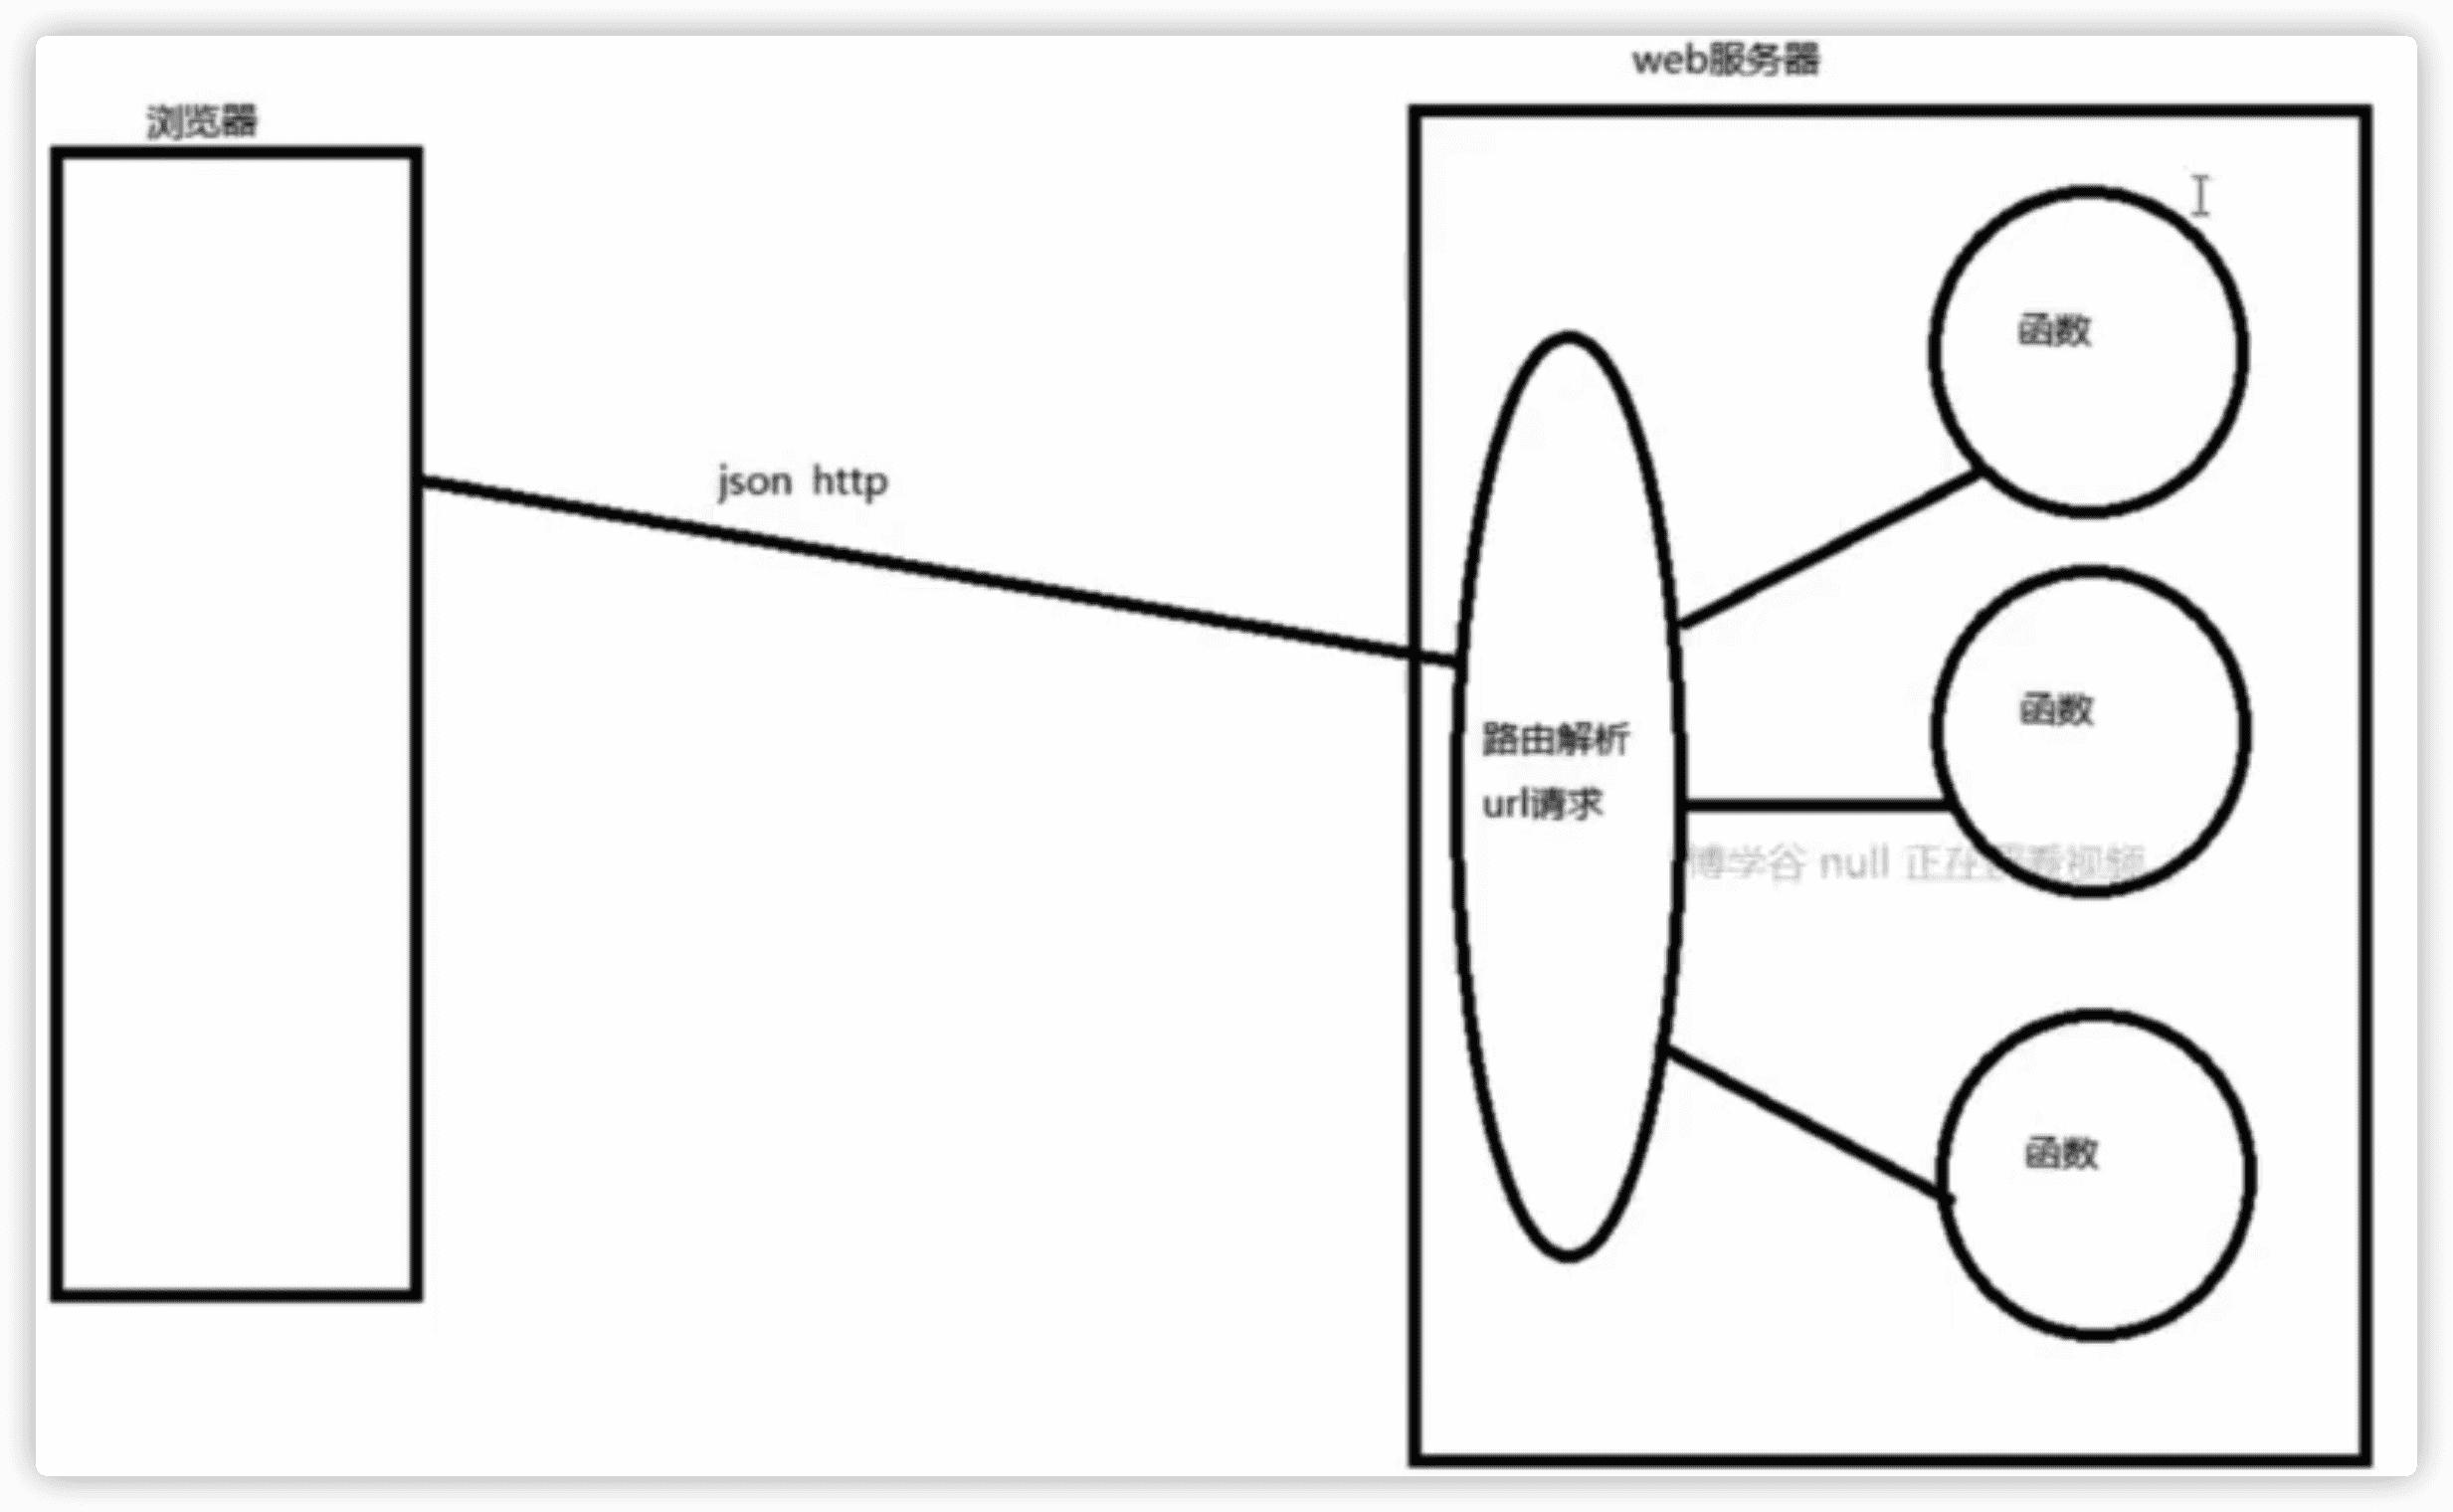 web服务器
浏览器
函数
json http
函数
路由解析
url请求
博学谷 null 正在观看视频
函数